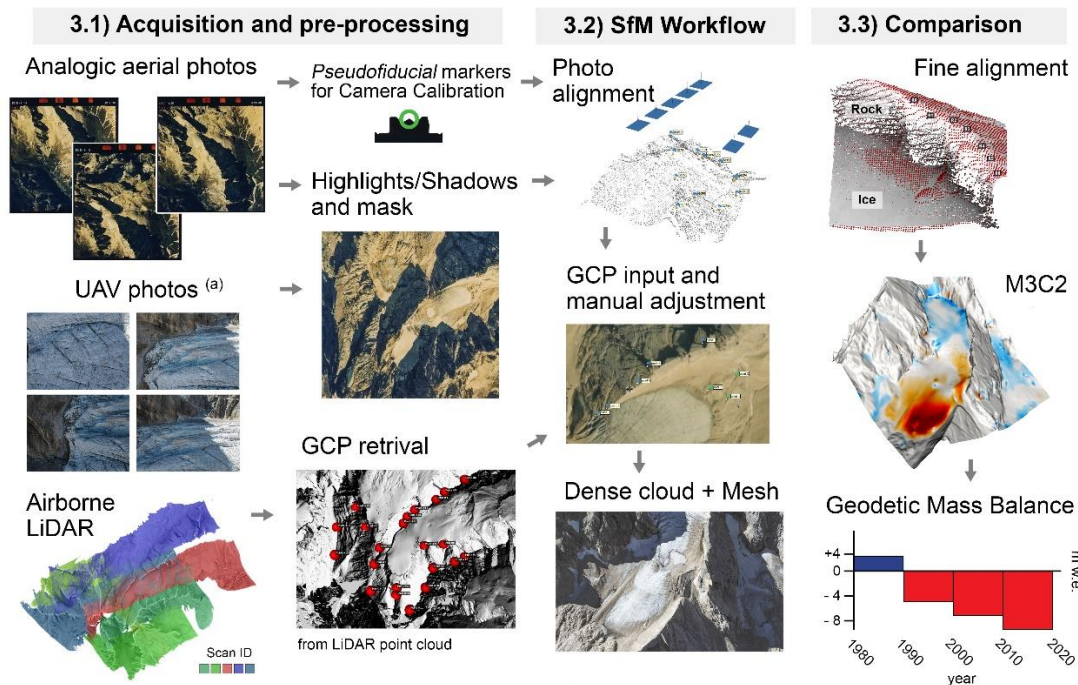 3.1) Acquisition and pre-processing
Analogic aerial photos
Pseudofiducial markers
for Camera Calibration
Highlights/Shadows
and mask
UAV photos (a)
Airborne
LiDAR
Scan ID
GCP retrival
from LiDAR point cloud
3.2) SfM Workflow
Photo
alignment
GCP input and
manual adjustment
Dense cloud + Mesh
3.3) Comparison
Fine alignment
Rock
Ice
M3C2
Geodetic Mass Balance
+4
0
- 4
- 8
m w.e.
1980
1990
2000
2010
2020
year